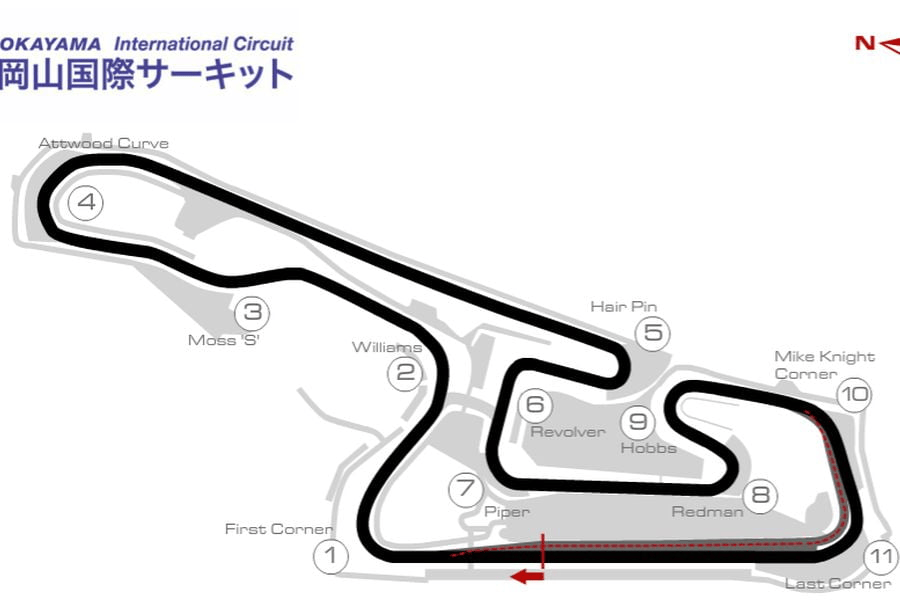 OKAYAMA International Circuit
岡山国際サーキット
N
Attwood Curve
4
3
Moss 'S'
Williams
2
Hair Pin
5
Mike Knight
Corner
10
6
Revolver
9
Hobbs
7
Piper
8
Redman
First Corner
1
11
Last Corner